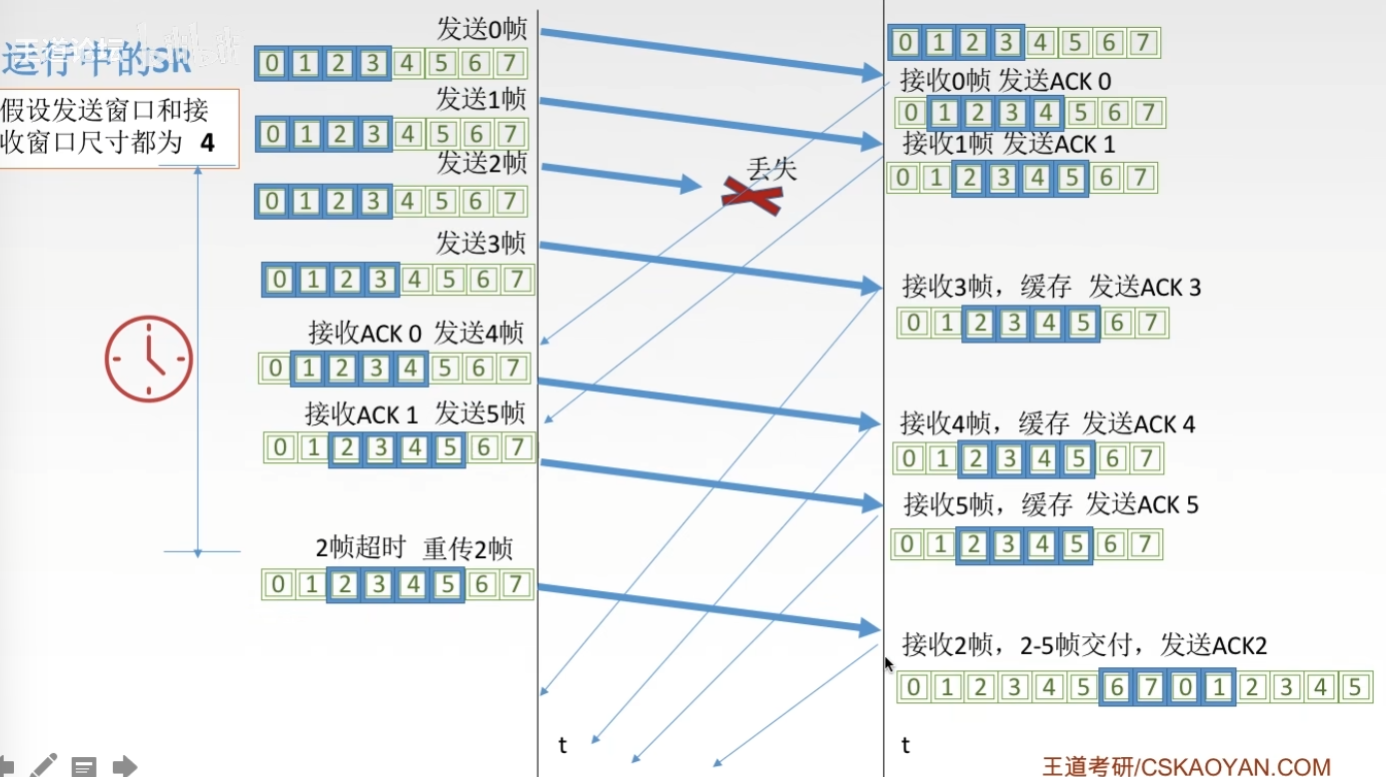 运行中的SR
王道论坛
假设发送窗口和接
收窗口尺寸都为 4
发送0帧
0 1 2 3 4 5 6 7
发送1帧
0 1 2 3 4 5 6 7
发送2帧
0 1 2 3 4 5 6 7
发送3帧
0 1 2 3 4 5 6 7
接收ACK 0 发送4帧
0 1 2 3 4 5 6 7
接收ACK 1 发送5帧
0 1 2 3 4 5 6 7
2帧超时 重传2帧
0 1 2 3 4 5 6 7
丢失
t
0 1 2 3 4 5 6 7
接收0帧 发送ACK 0
0 1 2 3 4 5 6 7
接收1帧 发送ACK 1
0 1 2 3 4 5 6 7
接收3帧，缓存 发送ACK 3
0 1 2 3 4 5 6 7
接收4帧，缓存 发送ACK 4
0 1 2 3 4 5 6 7
接收5帧，缓存 发送ACK 5
0 1 2 3 4 5 6 7
接收2帧，2-5帧交付，发送ACK2
0 1 2 3 4 5 6 7 0 1 2 3 4 5
t
王道考研/CSKAOYAN.COM